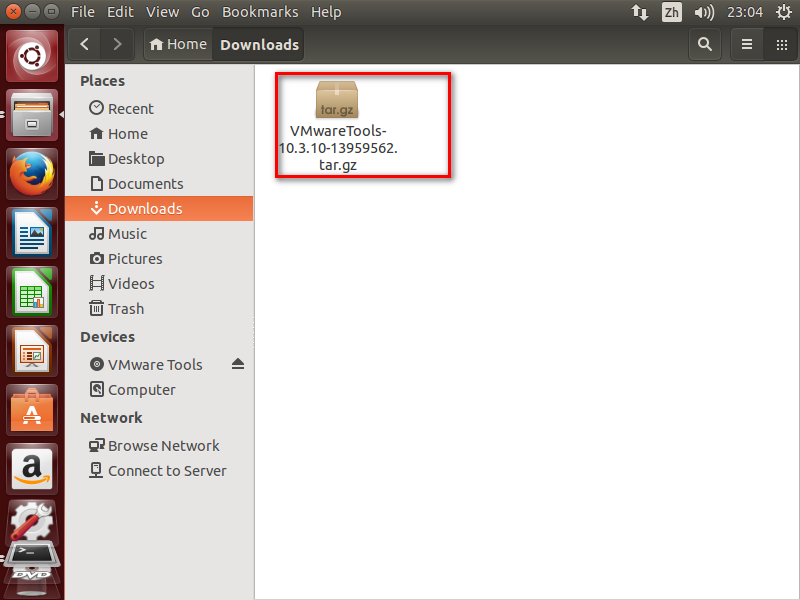 File Edit View Go Bookmarks Help Zh 23:04
Home Downloads
Places
Recent
Home
Desktop
Documents
Downloads
Music
Pictures
Videos
Trash
Devices
VMware Tools
Computer
Network
Browse Network
Connect to Server
tar.gz
VMwareTools-
10.3.10-13959562.
tar.gz
A
a
>_
DVD